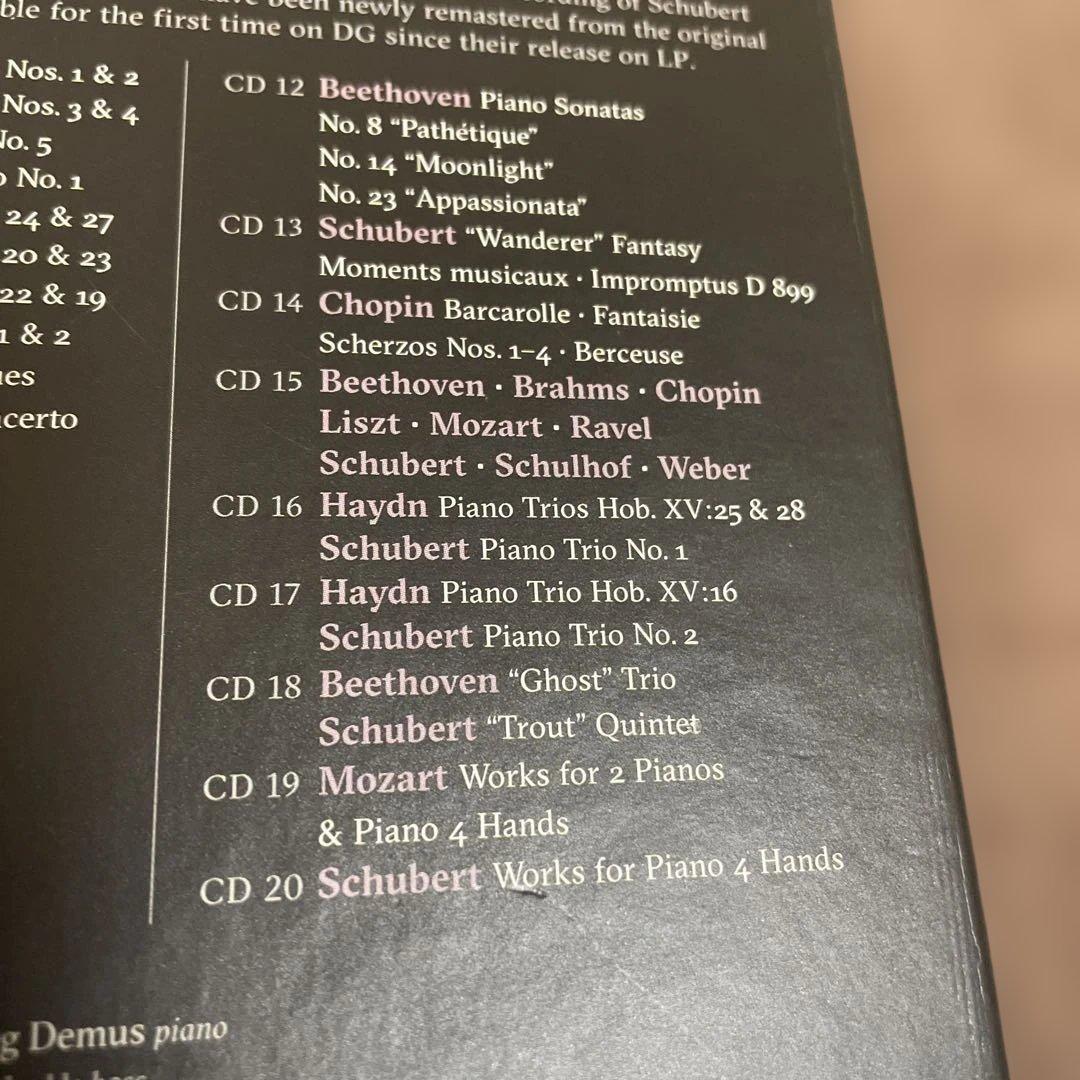 been newly remastered from the original
for the first time on DG since their release on LP.
Nos. 1 & 2
Nos. 3 & 4
No. 5
No. 1
24 & 27
20 & 23
22 & 19
1 & 2
CD 12 Beethoven Piano Sonatas
No. 8 “Pathétique”
No. 14 “Moonlight”
No. 23 “Appassionata”
CD 13 Schubert “Wanderer” Fantasy
Moments musicaux · Impromptus D 899
CD 14 Chopin Barcarolle · Fantaisie
Scherzos Nos. 1–4 · Berceuse
CD 15 Beethoven · Brahms · Chopin
Liszt · Mozart · Ravel
Schubert · Schulhof · Weber
CD 16 Haydn Piano Trios Hob. XV:25 & 28
Schubert Piano Trio No. 1
CD 17 Haydn Piano Trio Hob. XV:16
Schubert Piano Trio No. 2
CD 18 Beethoven “Ghost” Trio
Schubert “Trout” Quintet
CD 19 Mozart Works for 2 Pianos
& Piano 4 Hands
CD 20 Schubert Works for Piano 4 Hands
Demus piano